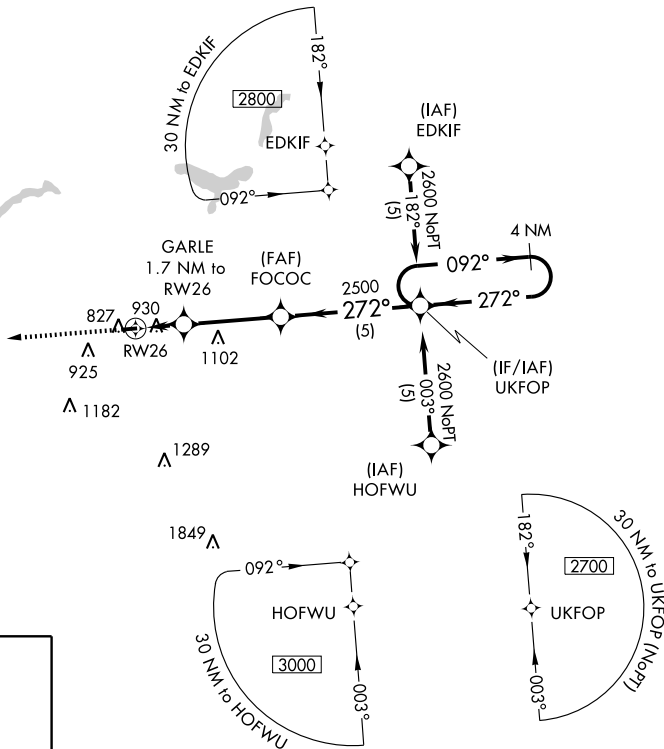 30 NM to EDKIF
182°
2800
EDKIF
092°
(IAF)
EDKIF
2600 NoPT
182°
(5)
4 NM
092°
272°
GARLE
1.7 NM to
RW26
(FAF)
FOCOC
2500
272°
(5)
827
930
RW26
1102
925
1182
(IF/IAF)
UKFOP
2600 NoPT
003°
(5)
(IAF)
HOFWU
1289
1849
092°
HOFWU
3000
003°
30 NM to HOFWU
182°
2700
UKFOP
003°
30 NM to UKFOP (NoPT)